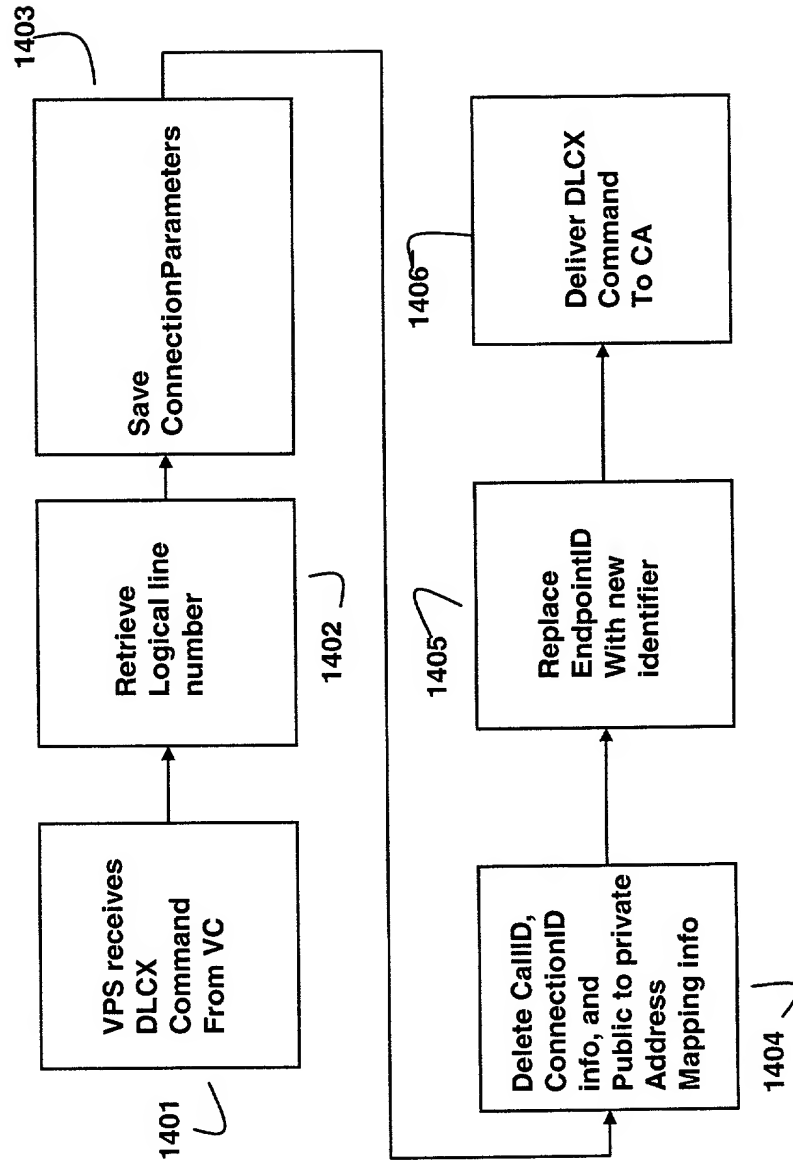 1401
VPS receives
DLCX
Command
From VC
1402
Retrieve
Logical line
number
1403
Save
ConnectionParameters
1404
Delete CallID,
ConnectionID
info, and
Public to private
Address
Mapping info
1405
Replace
EndpointID
With new
identifier
1406
Deliver DLCX
Command
To CA